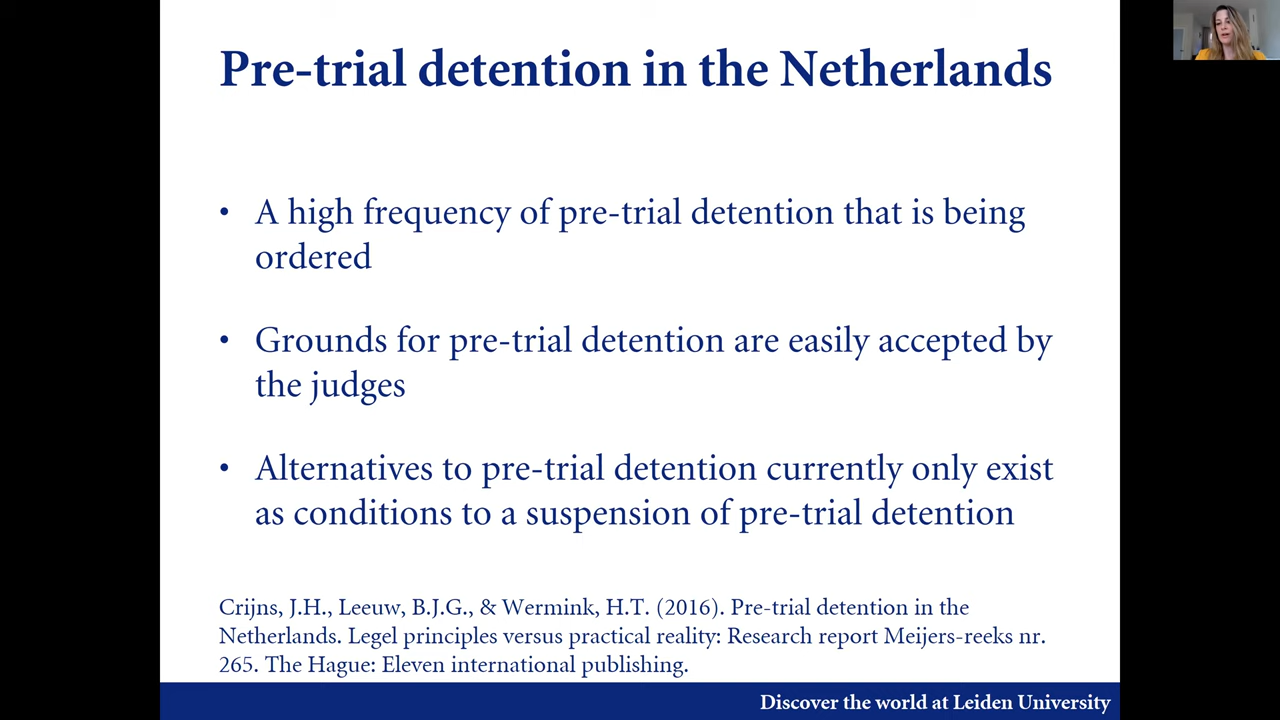 Pre-trial detention in the Netherlands
• A high frequency of pre-trial detention that is being
ordered
• Grounds for pre-trial detention are easily accepted by
the judges
• Alternatives to pre-trial detention currently only exist
as conditions to a suspension of pre-trial detention
Crijns, J.H., Leeuw, B.J.G., & Wermink, H.T. (2016). Pre-trial detention in the
Netherlands. Legel principles versus practical reality: Research report Meijers-reeks nr.
265. The Hague: Eleven international publishing.
Discover the world at Leiden University